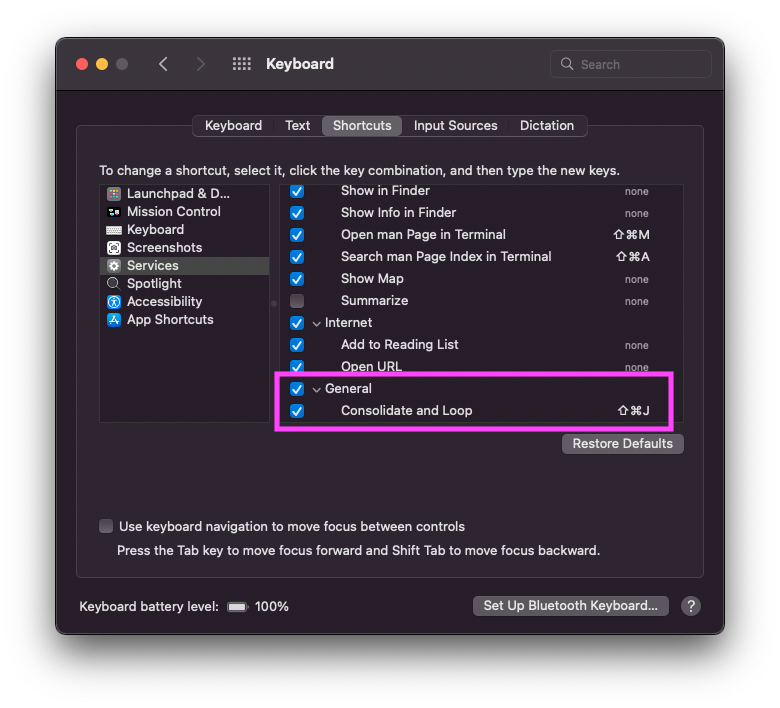 Keyboard
Search
Keyboard Text Shortcuts Input Sources Dictation
To change a shortcut, select it, click the key combination, and then type the new keys.
Launchpad & D...
Mission Control
Keyboard
Screenshots
Services
Spotlight
Accessibility
App Shortcuts
Show in Finder none
Show Info in Finder none
Open man Page in Terminal ⇧⌘M
Search man Page Index in Terminal ⇧⌘A
Show Map none
Summarize none
Internet
Add to Reading List none
Open URL none
General
Consolidate and Loop ⇧⌘J
Restore Defaults
Use keyboard navigation to move focus between controls
Press the Tab key to move focus forward and Shift Tab to move focus backward.
Keyboard battery level: 100%
Set Up Bluetooth Keyboard... ?